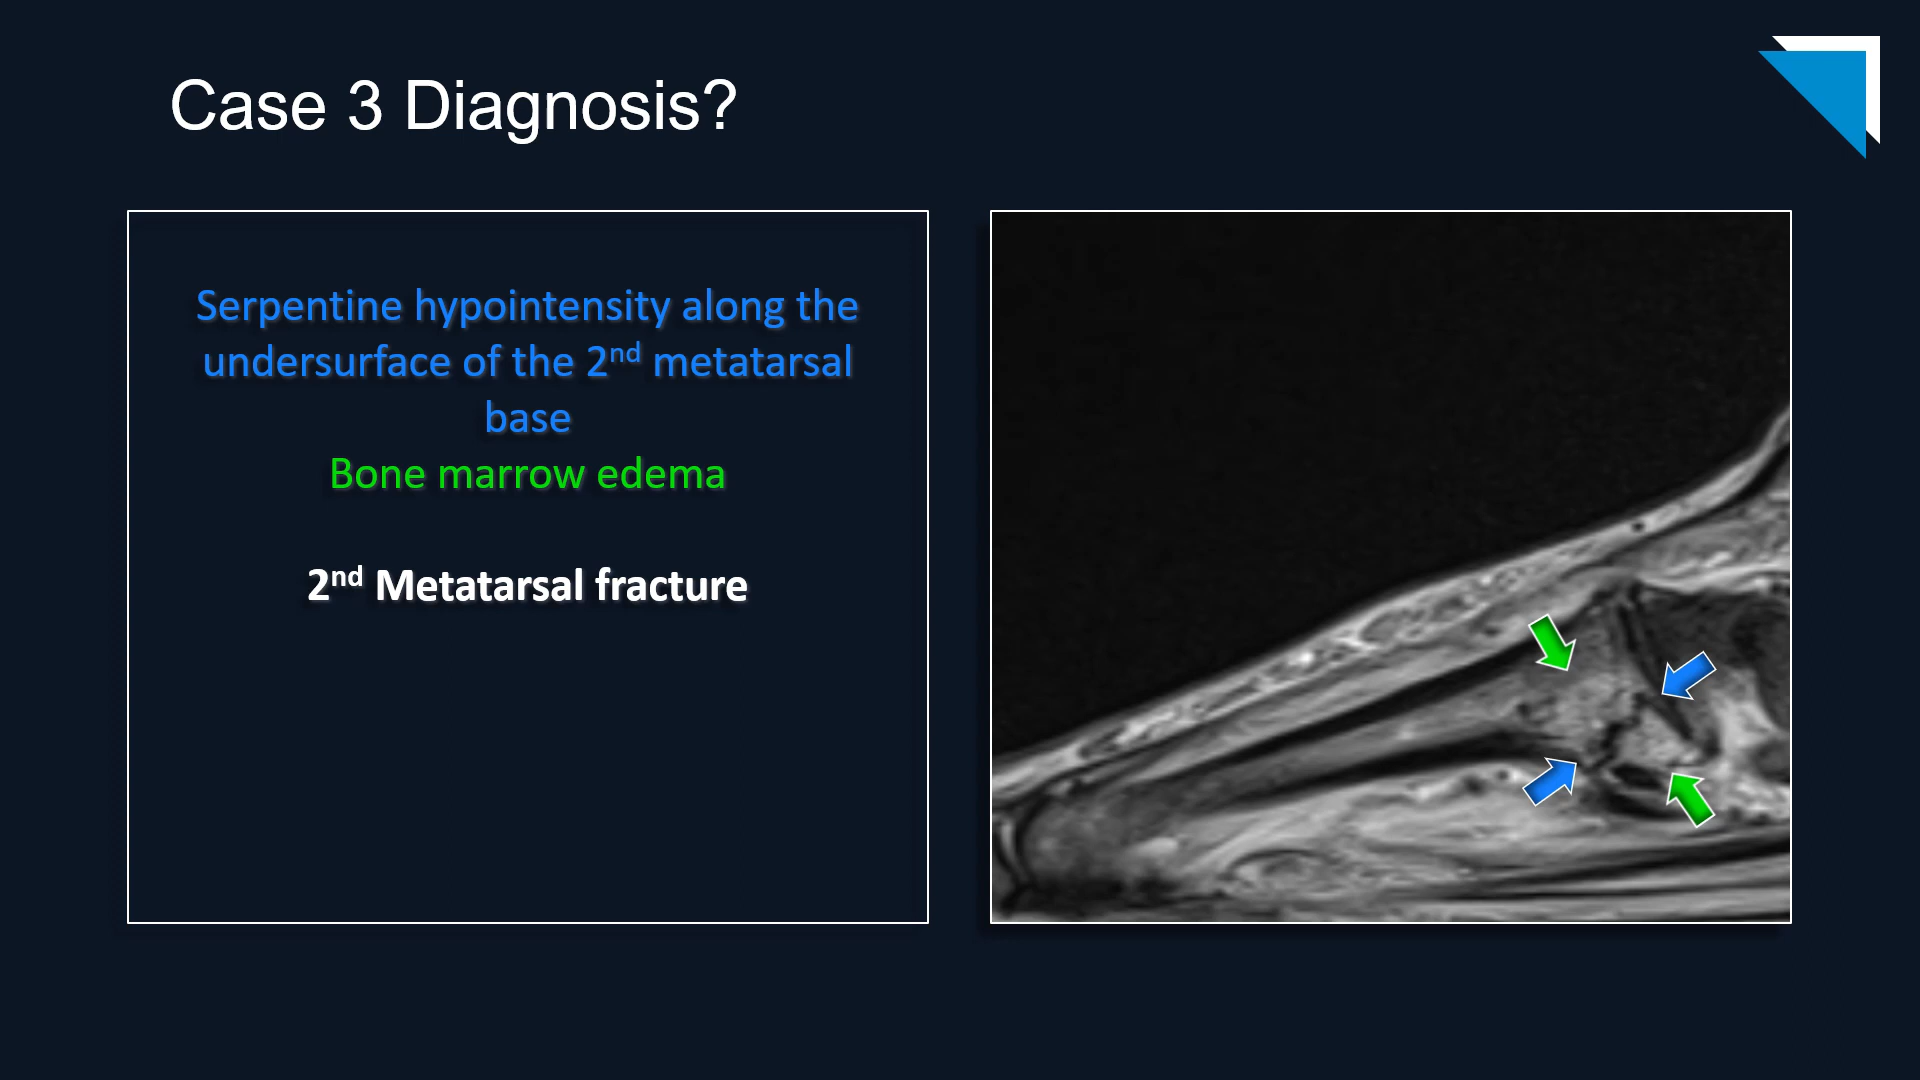 Case 3 Diagnosis?
Serpentine hypointensity along the
undersurface of the 2nd metatarsal
base
Bone marrow edema
2nd Metatarsal fracture